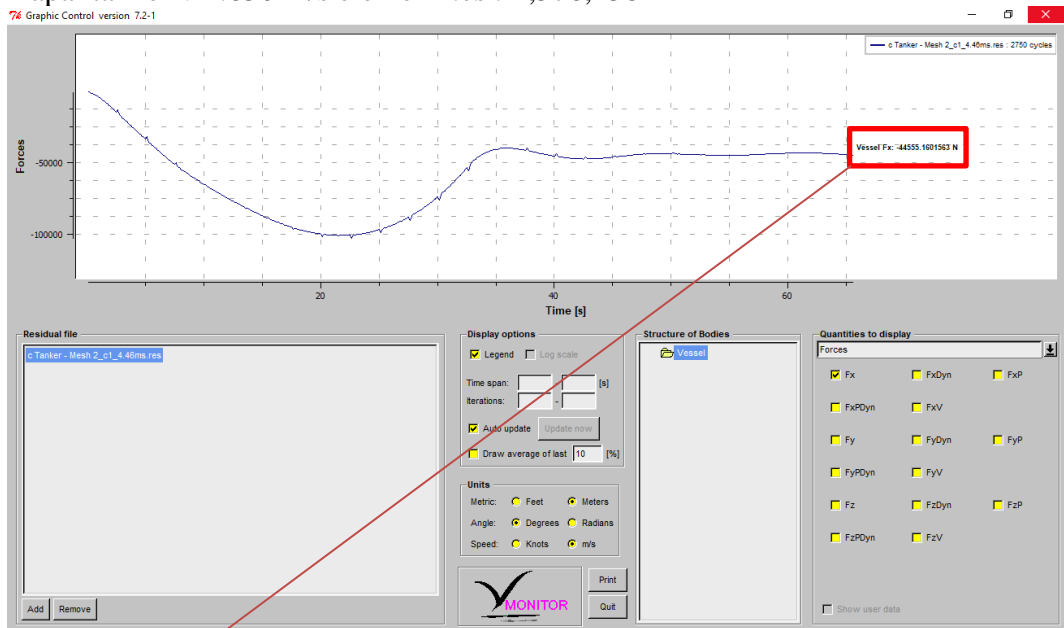 Graphic Control version 7.2-1
c Tanker - Mesh 2_c1_4.46ms.res : 2750 cycles
Forces
-50000
-100000
Vessel Fx: -44555.1601563 N
20
40
60
Time [s]
Residual file
c Tanker - Mesh 2_c1_4.46ms.res
Add
Remove
Display options
Legend
Log scale
Time span:
-
[s]
Iterations:
-
Auto update
Update now
Draw average of last
10
[%]
Units
Metric:
Feet
Meters
Angle:
Degrees
Radians
Speed:
Knots
m/s
MONITOR
Print
Quit
Structure of Bodies
Vessel
Quantities to display
Forces
Fx
FxDyn
FxP
FxPDyn
FxV
Fy
FyDyn
FyP
FyPDyn
FyV
Fz
FzDyn
FzP
FzPDyn
FzV
Show user data